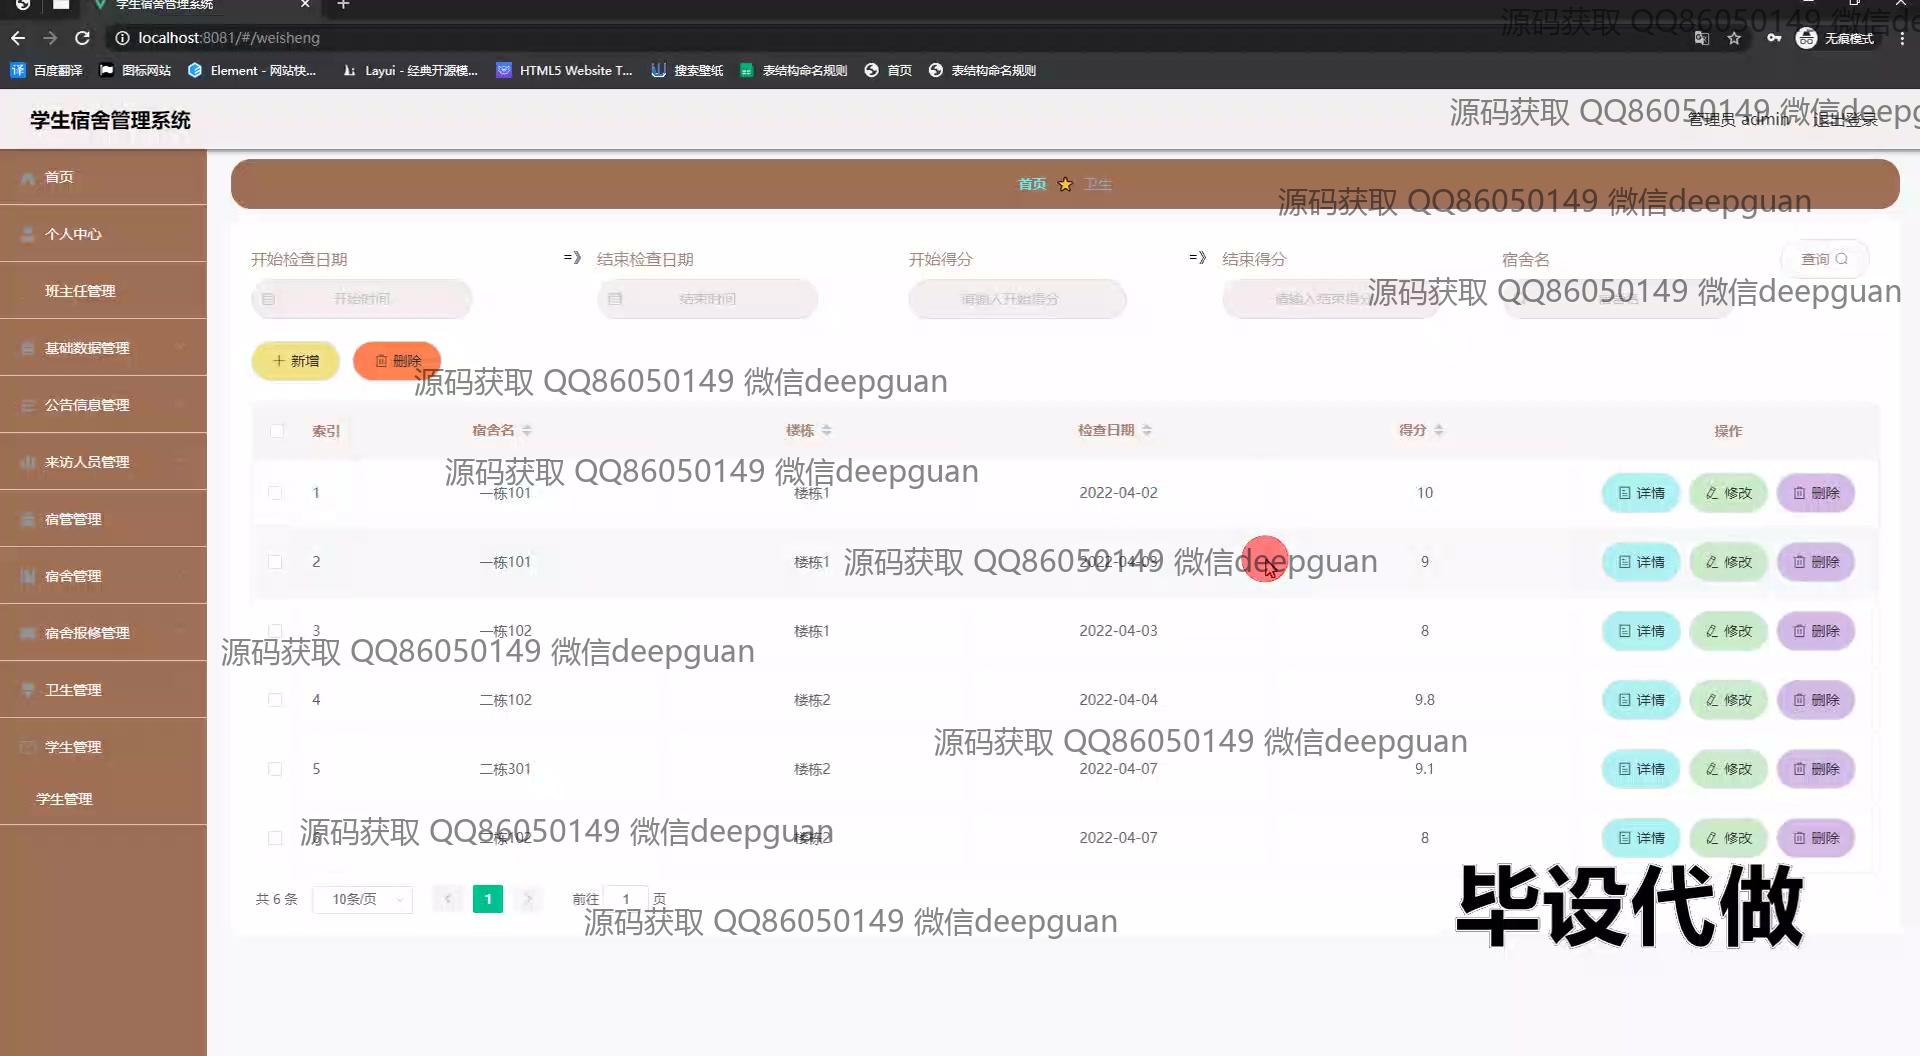 学生宿舍管理系统
localhost:8081/#/weisheng
无痕模式
源码获取 QQ86050149 微信de
百度翻译 图标网站 Element - 网站快... Layui - 经典开源模... HTML5 Website T... 搜索壁纸 表结构命名规则 首页 表结构命名规则
学生宿舍管理系统
管理员 admin 退出登录
源码获取 QQ86050149 微信deepg
首页
个人中心
班主任管理
基础数据管理
公告信息管理
来访人员管理
宿管管理
宿舍管理
宿舍报修管理
卫生管理
学生管理
学生管理
首页 卫生
源码获取 QQ86050149 微信deepguan
开始检查日期 =》 结束检查日期 开始得分 =》 结束得分 宿舍名 查询
开始时间 结束时间 请输入开始得分 请输入结束得分
源码获取 QQ86050149 微信deepguan
新增 删除
源码获取 QQ86050149 微信deepguan
索引 宿舍名 楼栋 检查日期 得分 操作
源码获取 QQ86050149 微信deepguan
1 一栋101 楼栋1 2022-04-02 10 详情 修改 删除
2 一栋101 楼栋1 2022-04-09 9 详情 修改 删除
源码获取 QQ86050149 微信deepguan
3 一栋102 楼栋1 2022-04-03 8 详情 修改 删除
源码获取 QQ86050149 微信deepguan
4 二栋102 楼栋2 2022-04-04 9.8 详情 修改 删除
源码获取 QQ86050149 微信deepguan
5 二栋301 楼栋2 2022-04-07 9.1 详情 修改 删除
6 二栋102 楼栋2 2022-04-07 8 详情 修改 删除
源码获取 QQ86050149 微信deepguan
共 6 条 10条/页 1 前往 1 页
源码获取 QQ86050149 微信deepguan
毕设代做